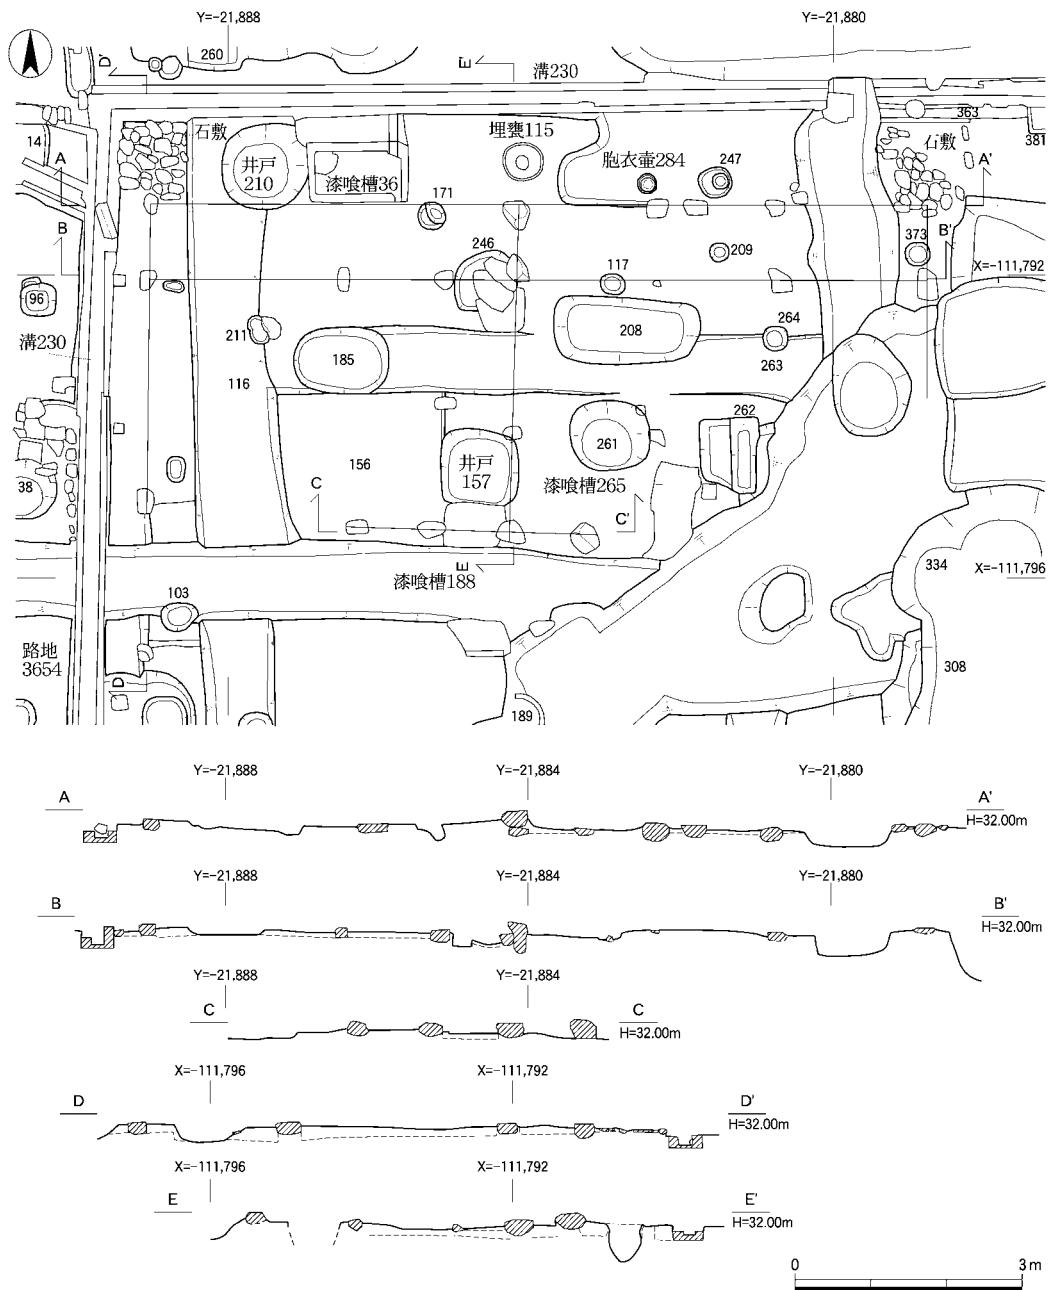 Y=-21,888
Y=-21,880
260
D'
E'
溝230
14
石敷
井戸
210
漆喰槽36
埋甕115
胞衣壷284
247
363
石敷
381
A
A'
171
B
246
209
373
B'
X=-111,792
96
117
溝230
211
185
208
264
263
116
262
156
261
38
C
井戸
157
漆喰槽265
C'
E
334
X=-111,796
漆喰槽188
103
路地
3654
D
189
308
Y=-21,888
Y=-21,884
Y=-21,880
A
A'
H=32.00m
Y=-21,888
Y=-21,884
Y=-21,880
B
B'
H=32.00m
Y=-21,888
Y=-21,884
C
C
H=32.00m
X=-111,796
X=-111,792
D
D'
H=32.00m
X=-111,796
X=-111,792
E
E'
H=32.00m
0
3m